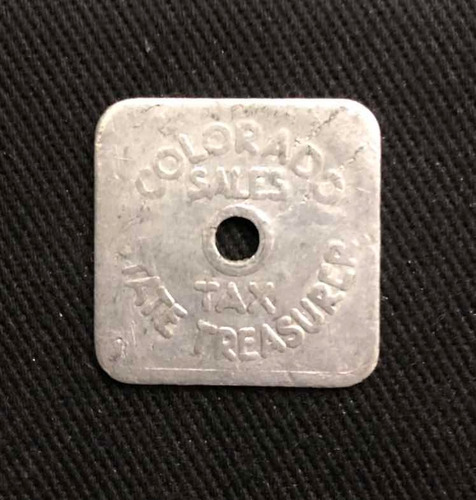 COLORADO
SALES
TAX
STATE TREASURER